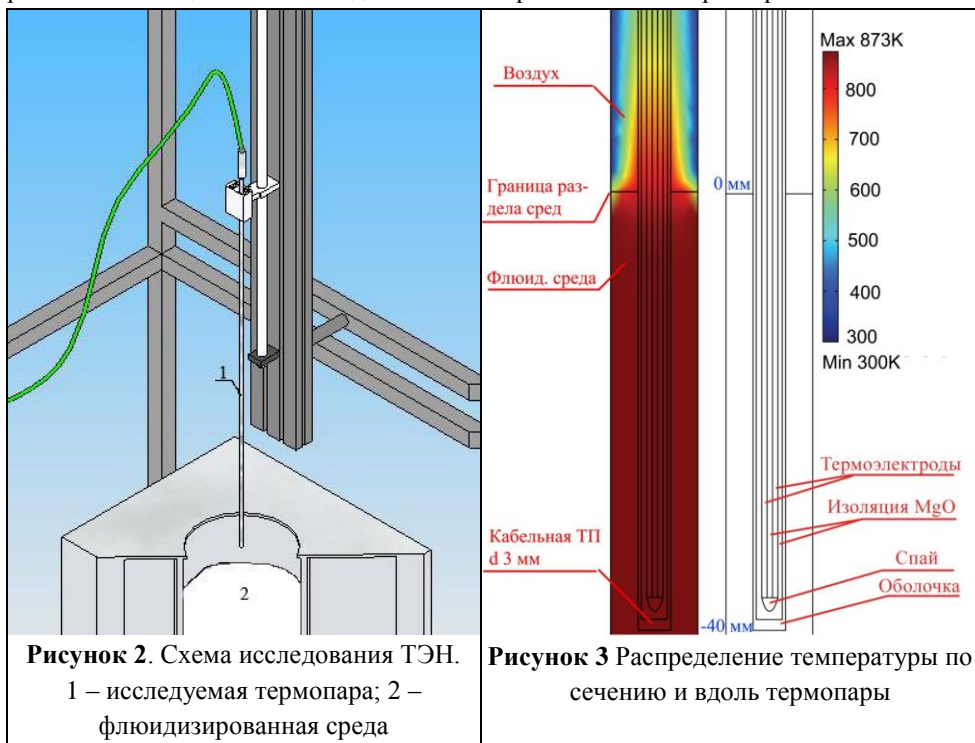 1
2
Рисунок 2. Схема исследования ТЭН.
1 – исследуемая термопара; 2 –
флюидизированная среда
Воздух
Граница раз-
дела сред
Флюид. среда
Кабельная ТП
d 3 мм
0 мм
-40 мм
Max 873K
800
700
600
500
400
300
Min 300K
Термоэлектроды
Изоляция MgO
Спай
Оболочка
Рисунок 3 Распределение температуры по
сечению и вдоль термопары